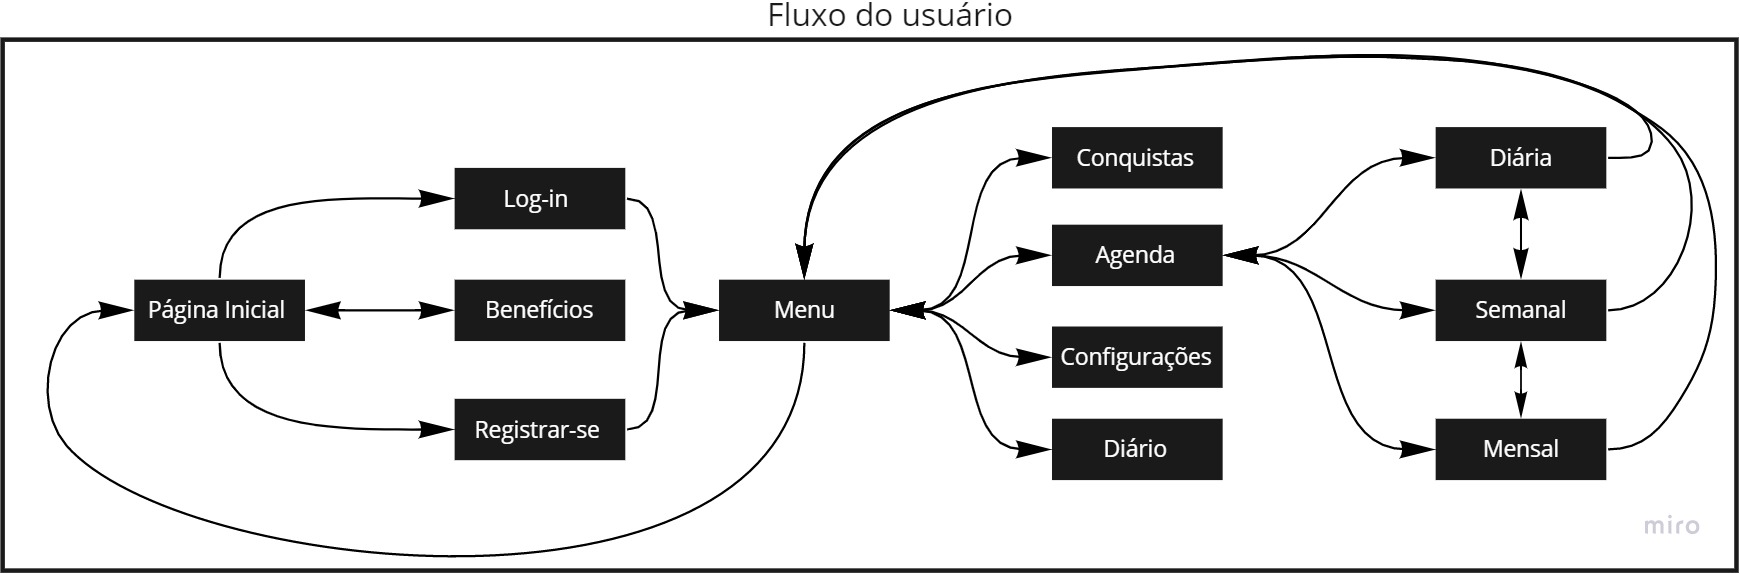 Fluxo do usuário
Log-in
Página Inicial
Benefícios
Registrar-se
Menu
Conquistas
Agenda
Configurações
Diário
Diária
Semanal
Mensal
miro